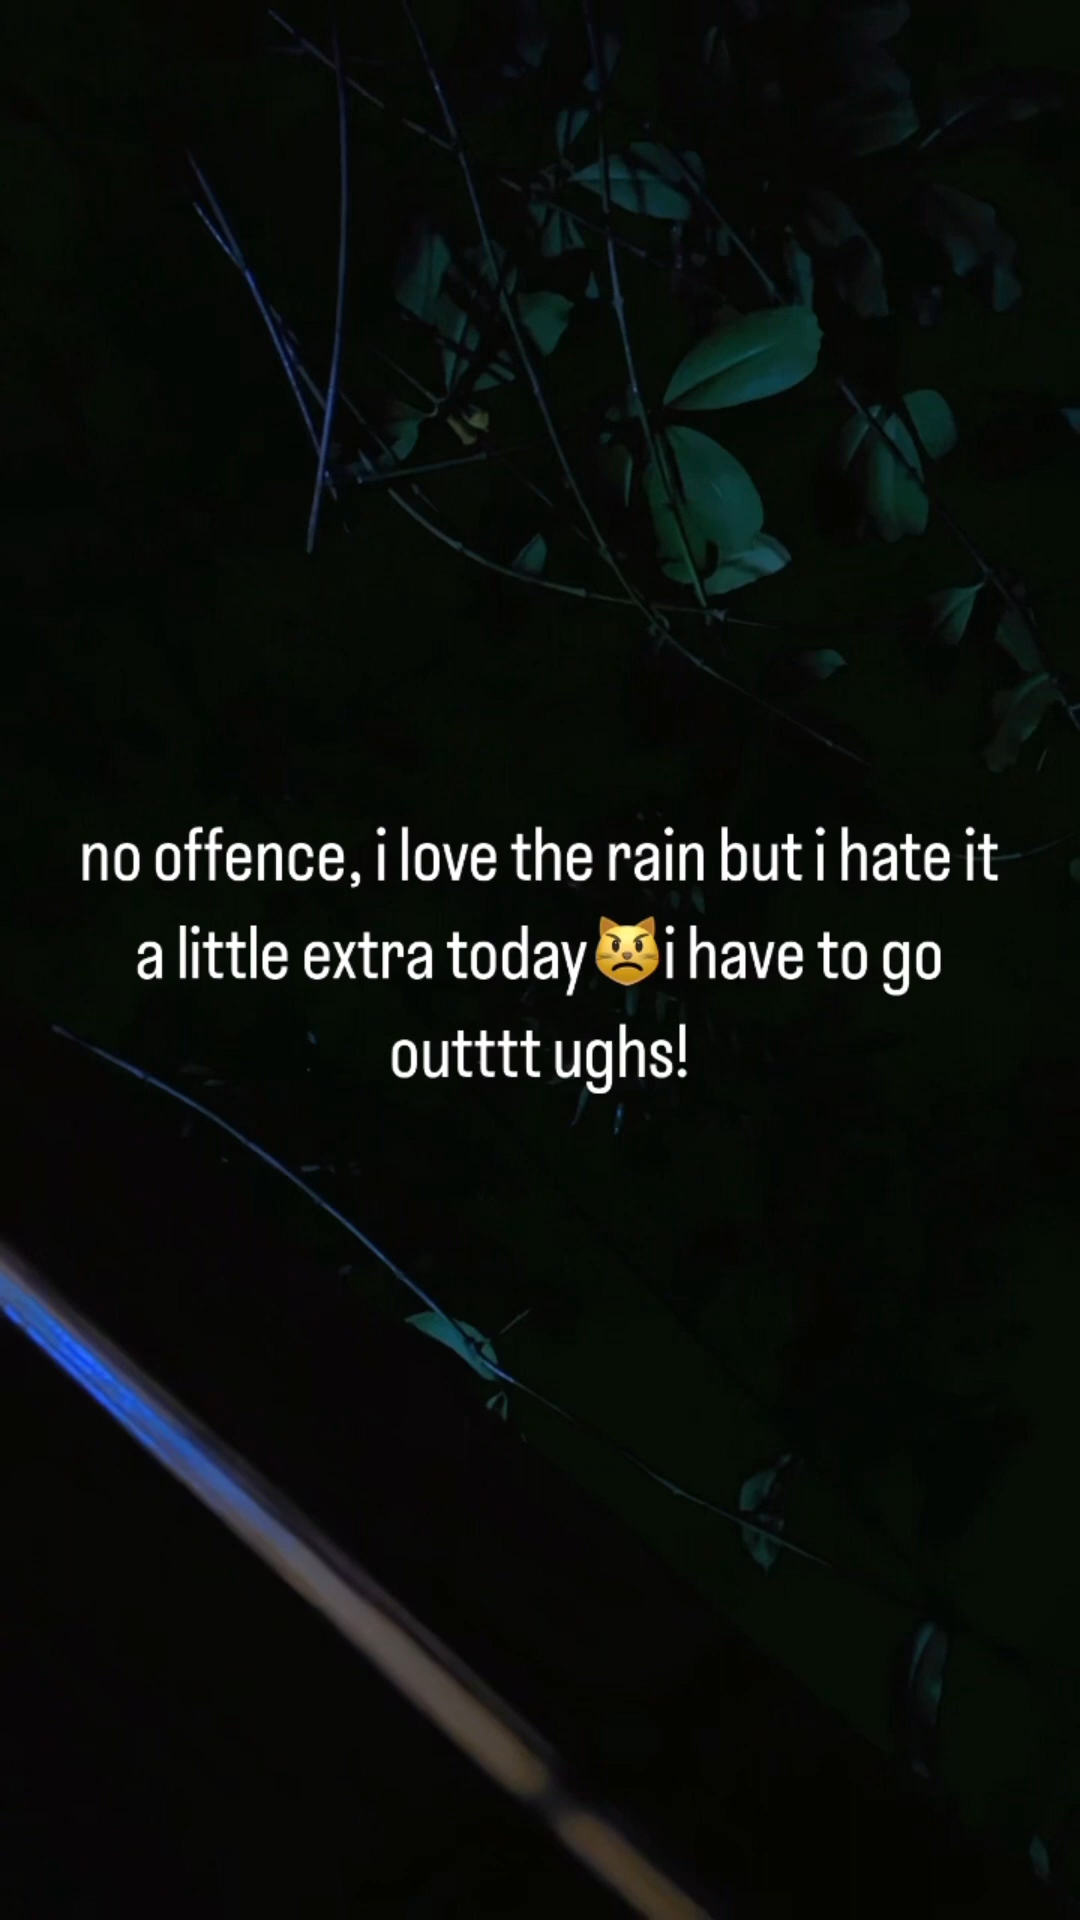 no offence, i love the rain but i hate it
a little extra today😾i have to go
outttt ughs!